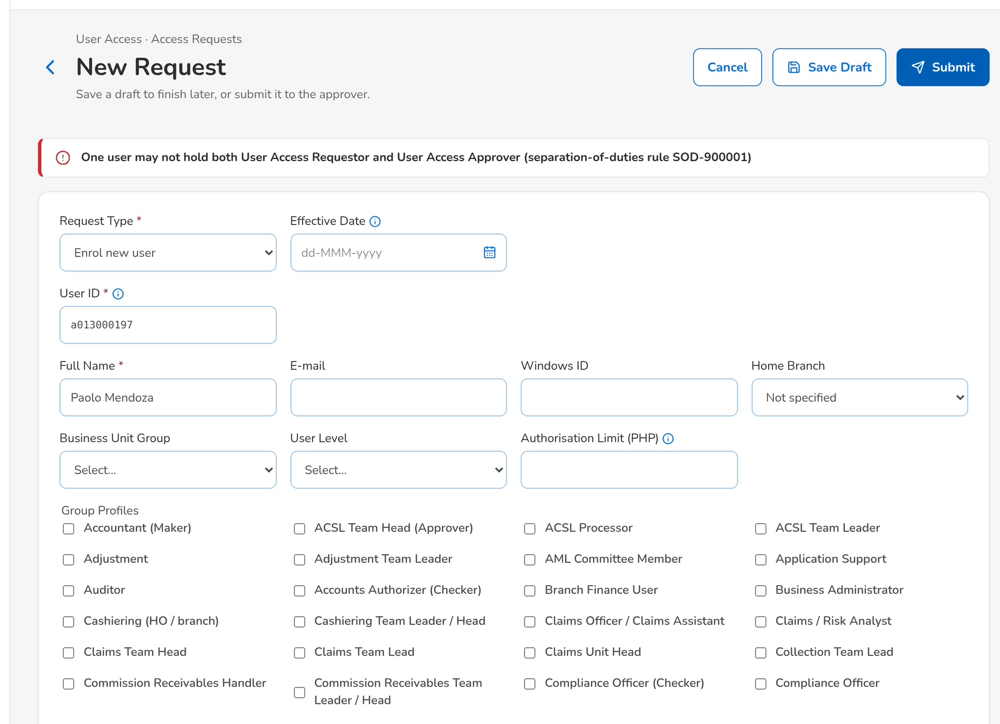 User Access · Access Requests
New Request
Save a draft to finish later, or submit it to the approver.
Cancel
Save Draft
Submit
One user may not hold both User Access Requestor and User Access Approver (separation-of-duties rule SOD-900001)
Request Type *
Effective Date
Enrol new user
dd-MMM-yyyy
User ID *
a013000197
Full Name *
E-mail
Windows ID
Home Branch
Paolo Mendoza
Not specified
Business Unit Group
User Level
Authorisation Limit (PHP)
Select...
Select...
Group Profiles
Accountant (Maker)
ACSL Team Head (Approver)
ACSL Processor
ACSL Team Leader
Adjustment
Adjustment Team Leader
AML Committee Member
Application Support
Auditor
Accounts Authorizer (Checker)
Branch Finance User
Business Administrator
Cashiering (HO / branch)
Cashiering Team Leader / Head
Claims Officer / Claims Assistant
Claims / Risk Analyst
Claims Team Head
Claims Team Lead
Claims Unit Head
Collection Team Lead
Commission Receivables Handler
Commission Receivables Team
Leader / Head
Compliance Officer (Checker)
Compliance Officer